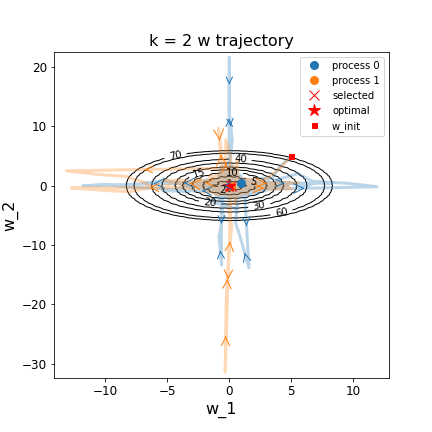 k = 2 w trajectory
process 0
process 1
selected
optimal
w_init
20
10
0
−10
−20
−30
w_2
70
40
15
10
5
20
30
60
−10
−5
0
5
10
w_1